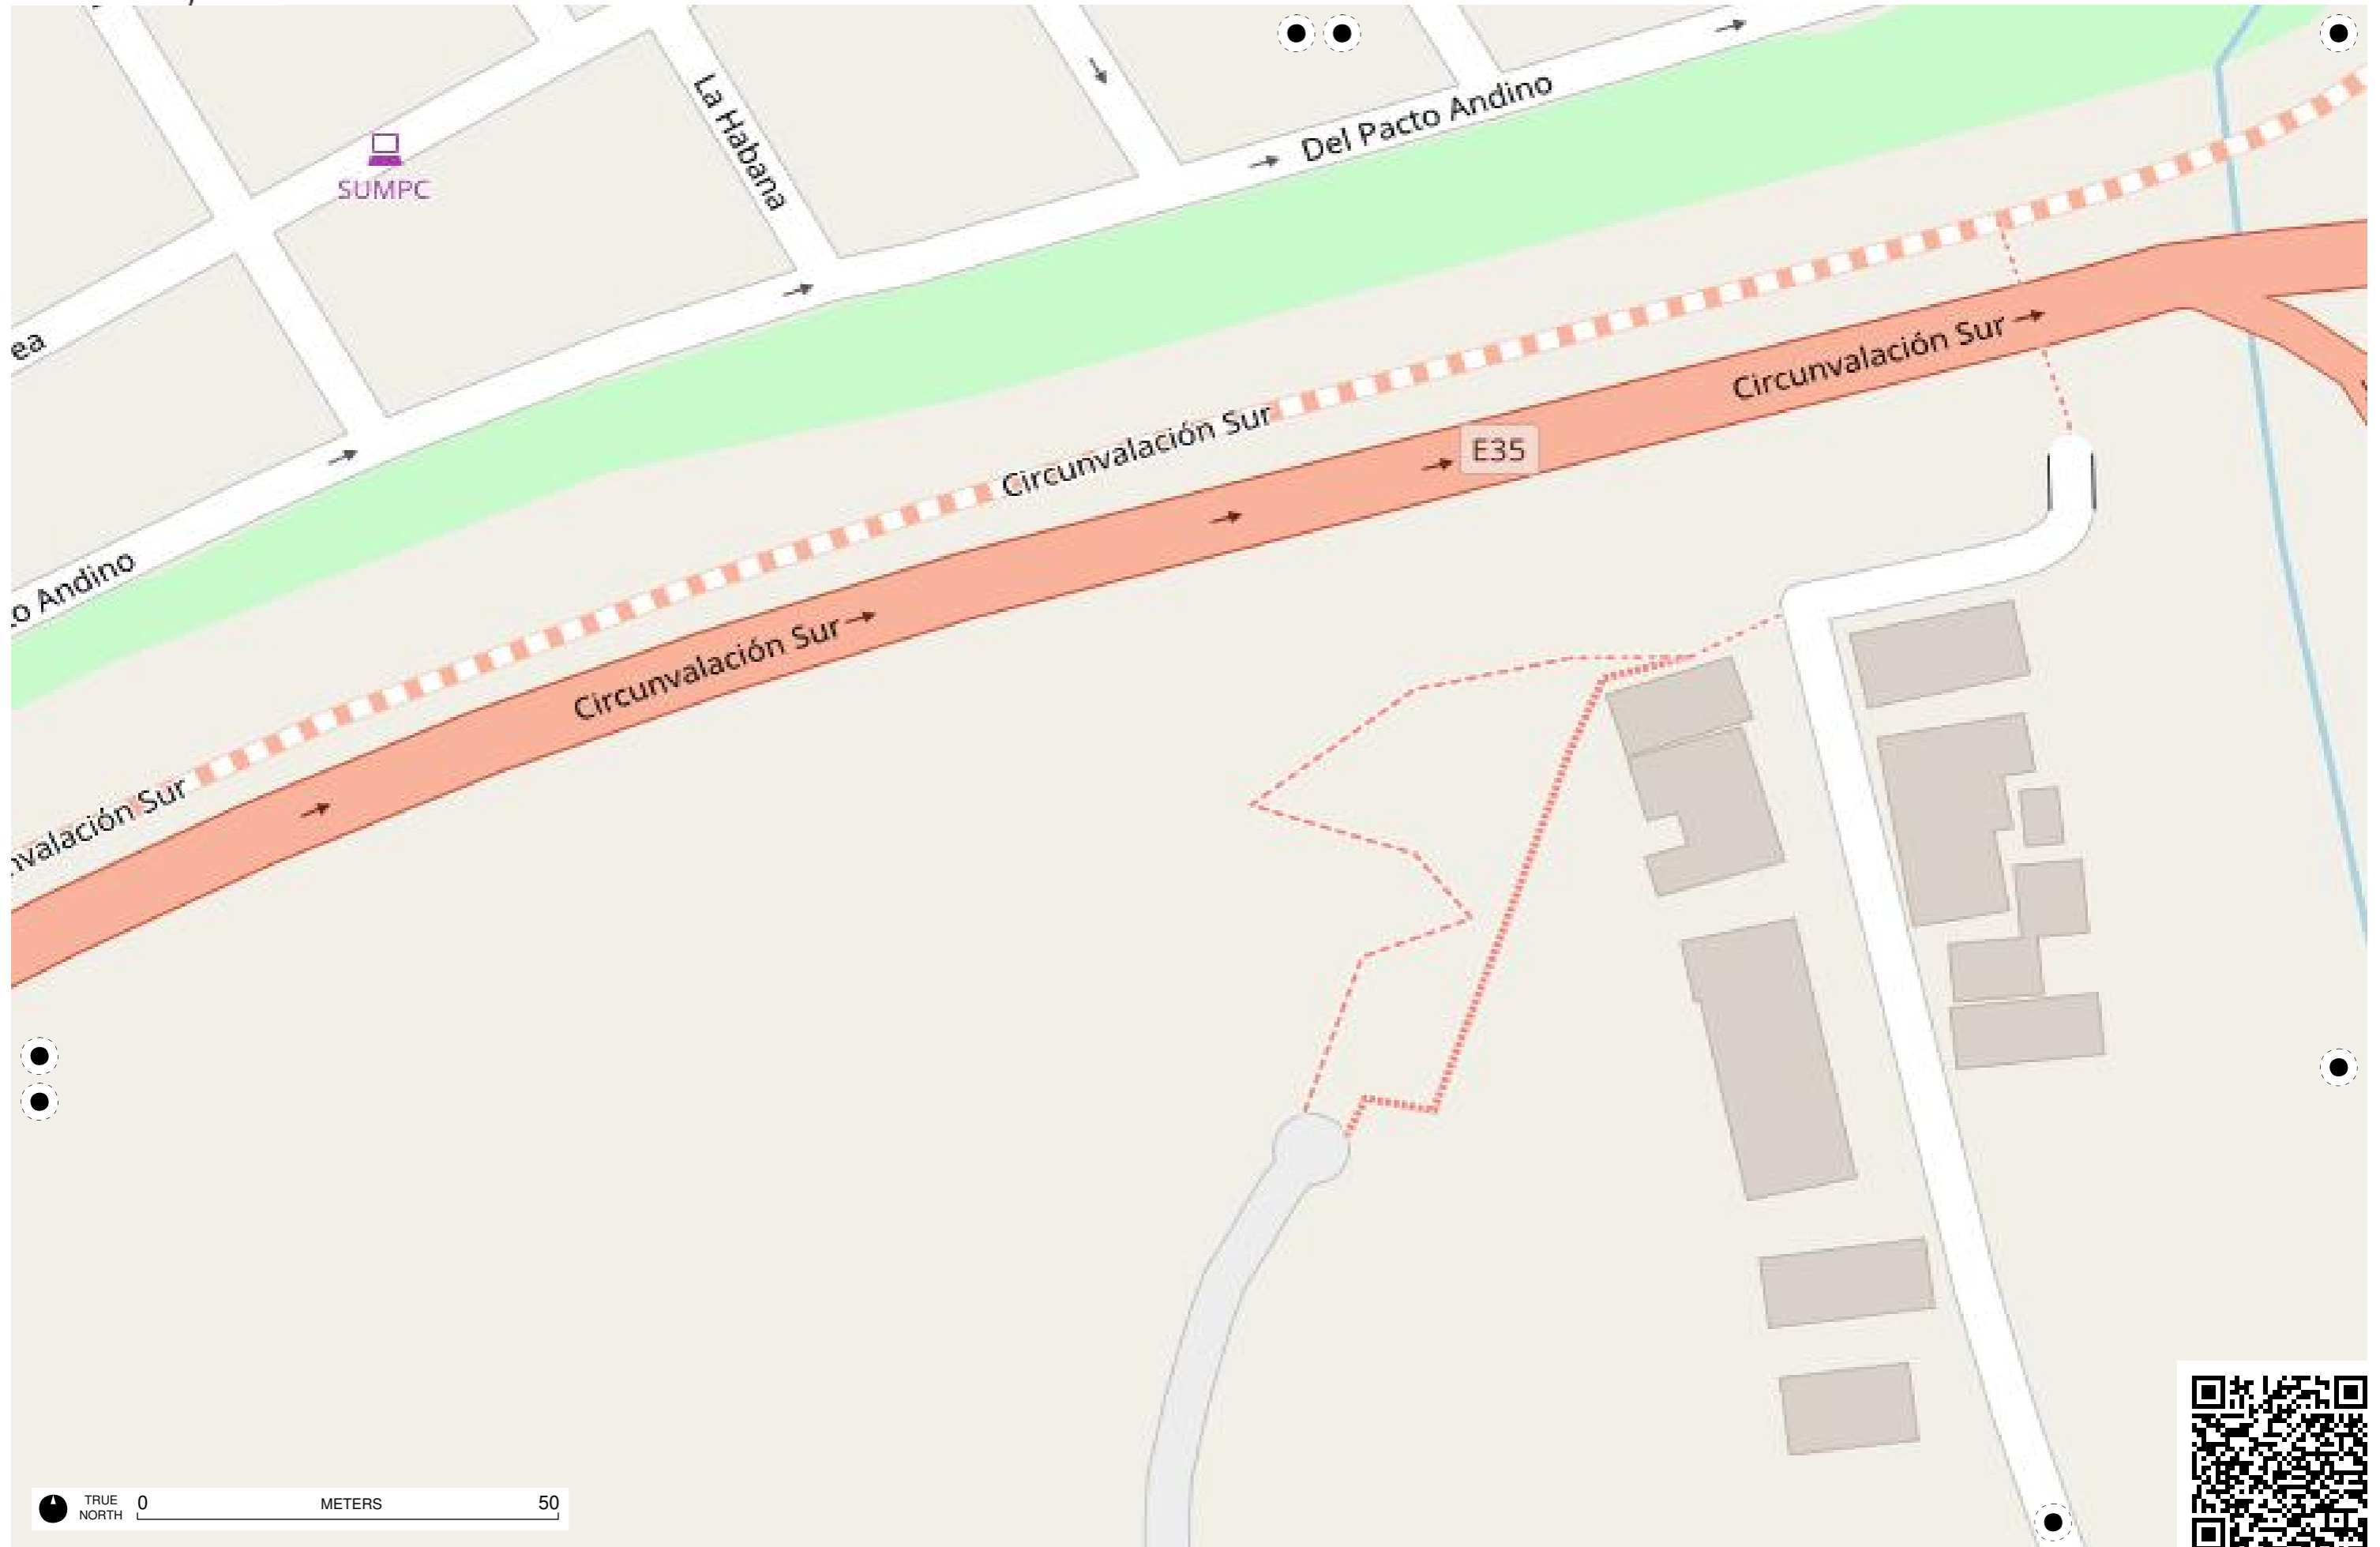 La Habana
Del Pacto Andino
SUMPC
ea
Circunvalación Sur
Circunvalación Sur
E35
o Andino
Circunvalación Sur
nvalación Sur
TRUE
NORTH
0
METERS
50